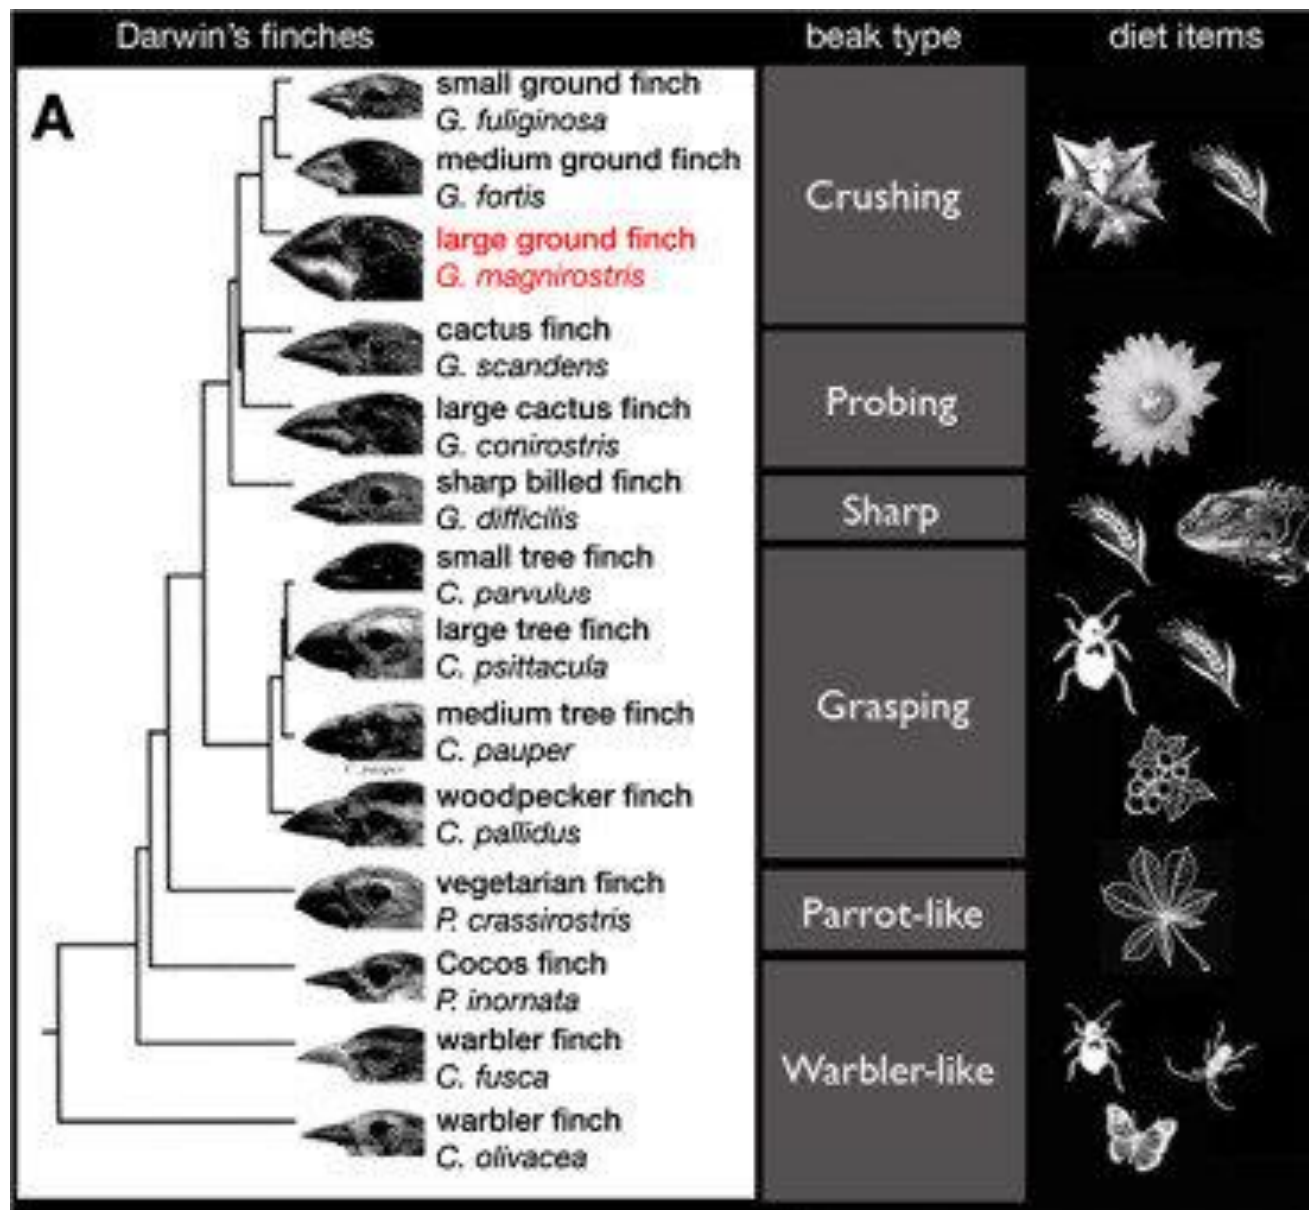 Darwin's finches
beak type
diet items
A
small ground finch
G. fuliginosa
medium ground finch
G. fortis
large ground finch
G. magnirostris
cactus finch
G. scandens
large cactus finch
G. conirostris
sharp billed finch
G. difficilis
small tree finch
C. parvulus
large tree finch
C. psittacula
medium tree finch
C. pauper
woodpecker finch
C. pallidus
vegetarian finch
P. crassirostris
Cocos finch
P. inornata
warbler finch
C. fusca
warbler finch
C. olivacea
Crushing
Probing
Sharp
Grasping
Parrot-like
Warbler-like